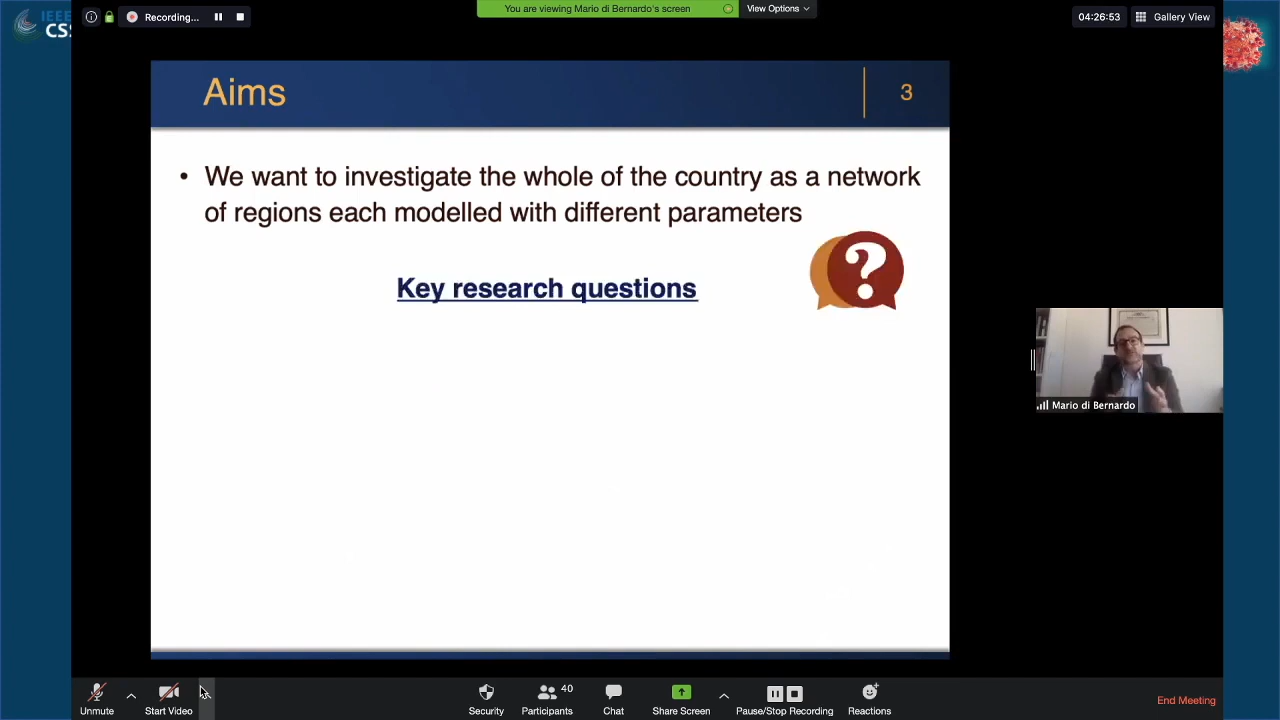 IEEE
CSS
Recording...
You are viewing Mario di Bernardo's screen
View Options
04:26:53
Gallery View
Aims
3
• We want to investigate the whole of the country as a network
of regions each modelled with different parameters
?
Key research questions
Mario di Bernardo
Unmute
Start Video
Security
Participants
40
Chat
Share Screen
Pause/Stop Recording
Reactions
End Meeting